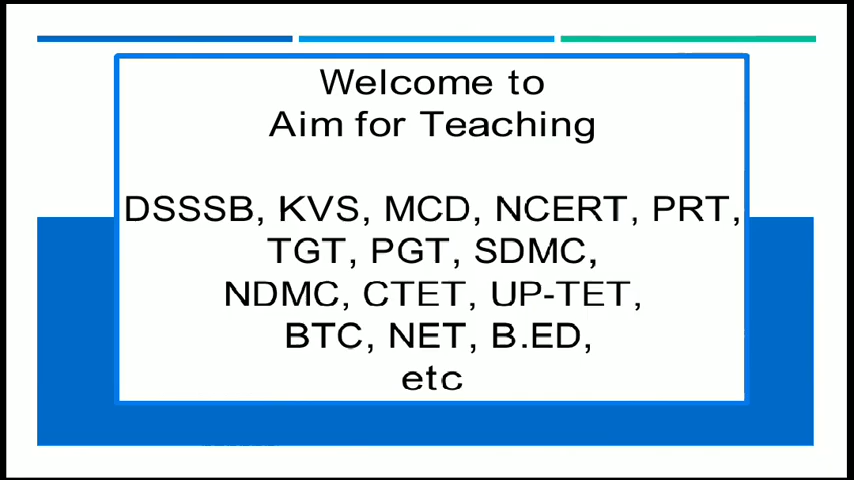 Welcome to
Aim for Teaching
DSSSB, KVS, MCD, NCERT, PRT,
TGT, PGT, SDMC,
NDMC, CTET, UP-TET,
BTC, NET, B.ED,
etc